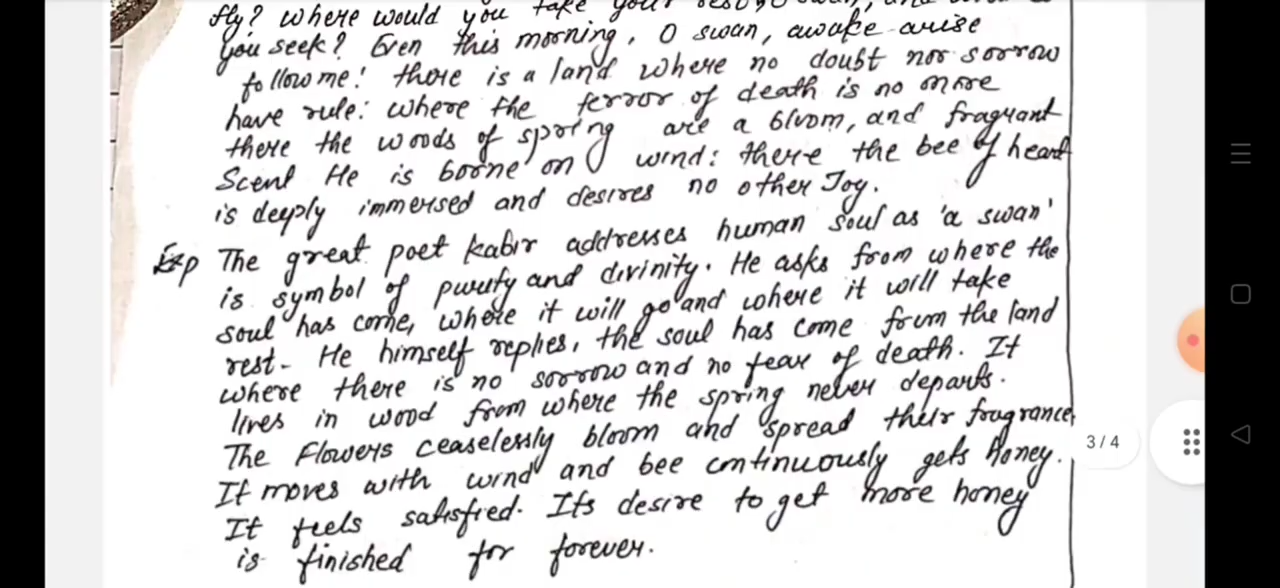 fly? where would you take your rest, O swan, and
you seek? Even this morning, O swan, awake arise
follow me! there is a land where no doubt nor sorrow
have rule: where the terror of death is no more
there the woods of spring are a bloom, and fragrant
Scent He is borne on wind: there the bee of heart
is deeply immersed and desires no other Joy.
Exp The great poet Kabir addresses human soul as 'a swan'
is symbol of purity and divinity. He asks from where the
soul has come, where it will go and where it will take
rest- He himself replies, the soul has come from the land
where there is no sorrow and no fear of death. It
lives in wood from where the spring never departs.
The Flowers ceaselessly bloom and spread their fragrance,
It moves with wind and bee continuously gets honey.
It feels satisfied. Its desire to get more honey
is finished for forever.
3/4